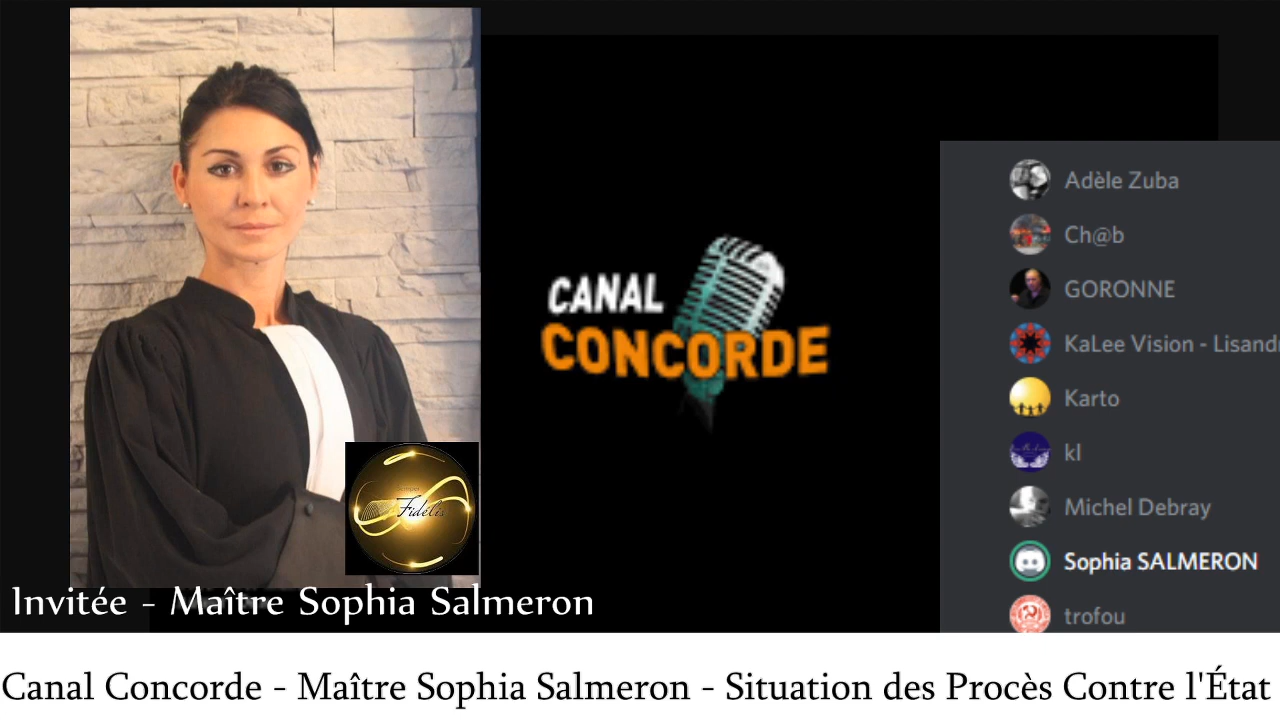 CANAL
CONCORDE
Adèle Zuba
Ch@b
GORONNE
KaLee Vision - Lisand
Karto
kl
Michel Debray
Sophia SALMERON
trofou
Fidélis
Invitée - Maître Sophia Salmeron
Canal Concorde - Maître Sophia Salmeron - Situation des Procès Contre l'État